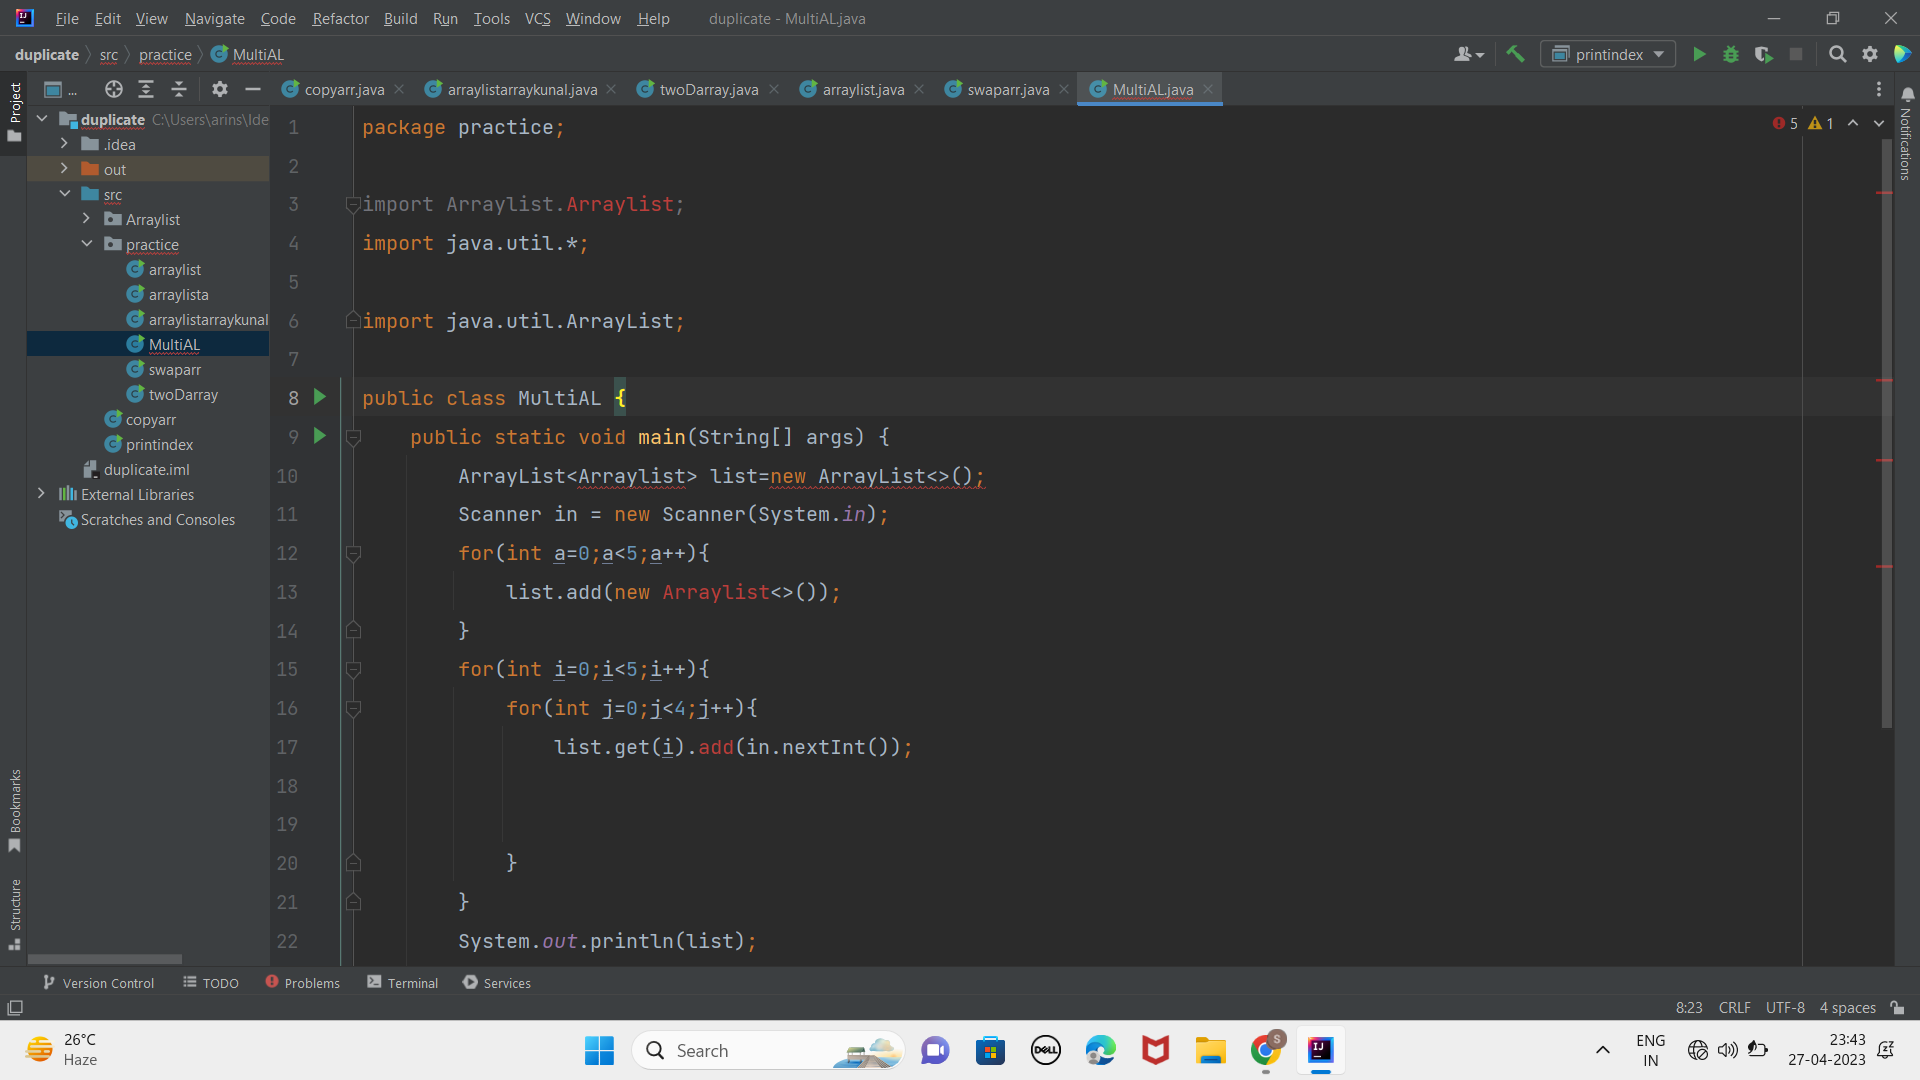 File Edit View Navigate Code Refactor Build Run Tools VCS Window Help duplicate - MultiAL.java
duplicate src practice MultiAL printindex
Project ... copyarr.java arraylistarraykunal.java twoDarray.java arraylist.java swaparr.java MultiAL.java
duplicate C:\Users\arins\Ide
.idea
out
src
Arraylist
practice
arraylist
arraylista
arraylistarraykunal
MultiAL
swaparr
twoDarray
copyarr
printindex
duplicate.iml
External Libraries
Scratches and Consoles
Bookmarks
Structure
5 1
Notifications
1 package practice;
2
3 import Arraylist.Arraylist;
4 import java.util.*;
5
6 import java.util.ArrayList;
7
8 public class MultiAL {
9 public static void main(String[] args) {
10 ArrayList<Arraylist> list=new ArrayList<>();
11 Scanner in = new Scanner(System.in);
12 for(int a=0;a<5;a++){
13 list.add(new Arraylist<>());
14 }
15 for(int i=0;i<5;i++){
16 for(int j=0;j<4;j++){
17 list.get(i).add(in.nextInt());
18
19
20 }
21 }
22 System.out.println(list);
Version Control TODO Problems Terminal Services
8:23 CRLF UTF-8 4 spaces
26°C
Haze
Search
DELL
S
ENG
IN
23:43
27-04-2023